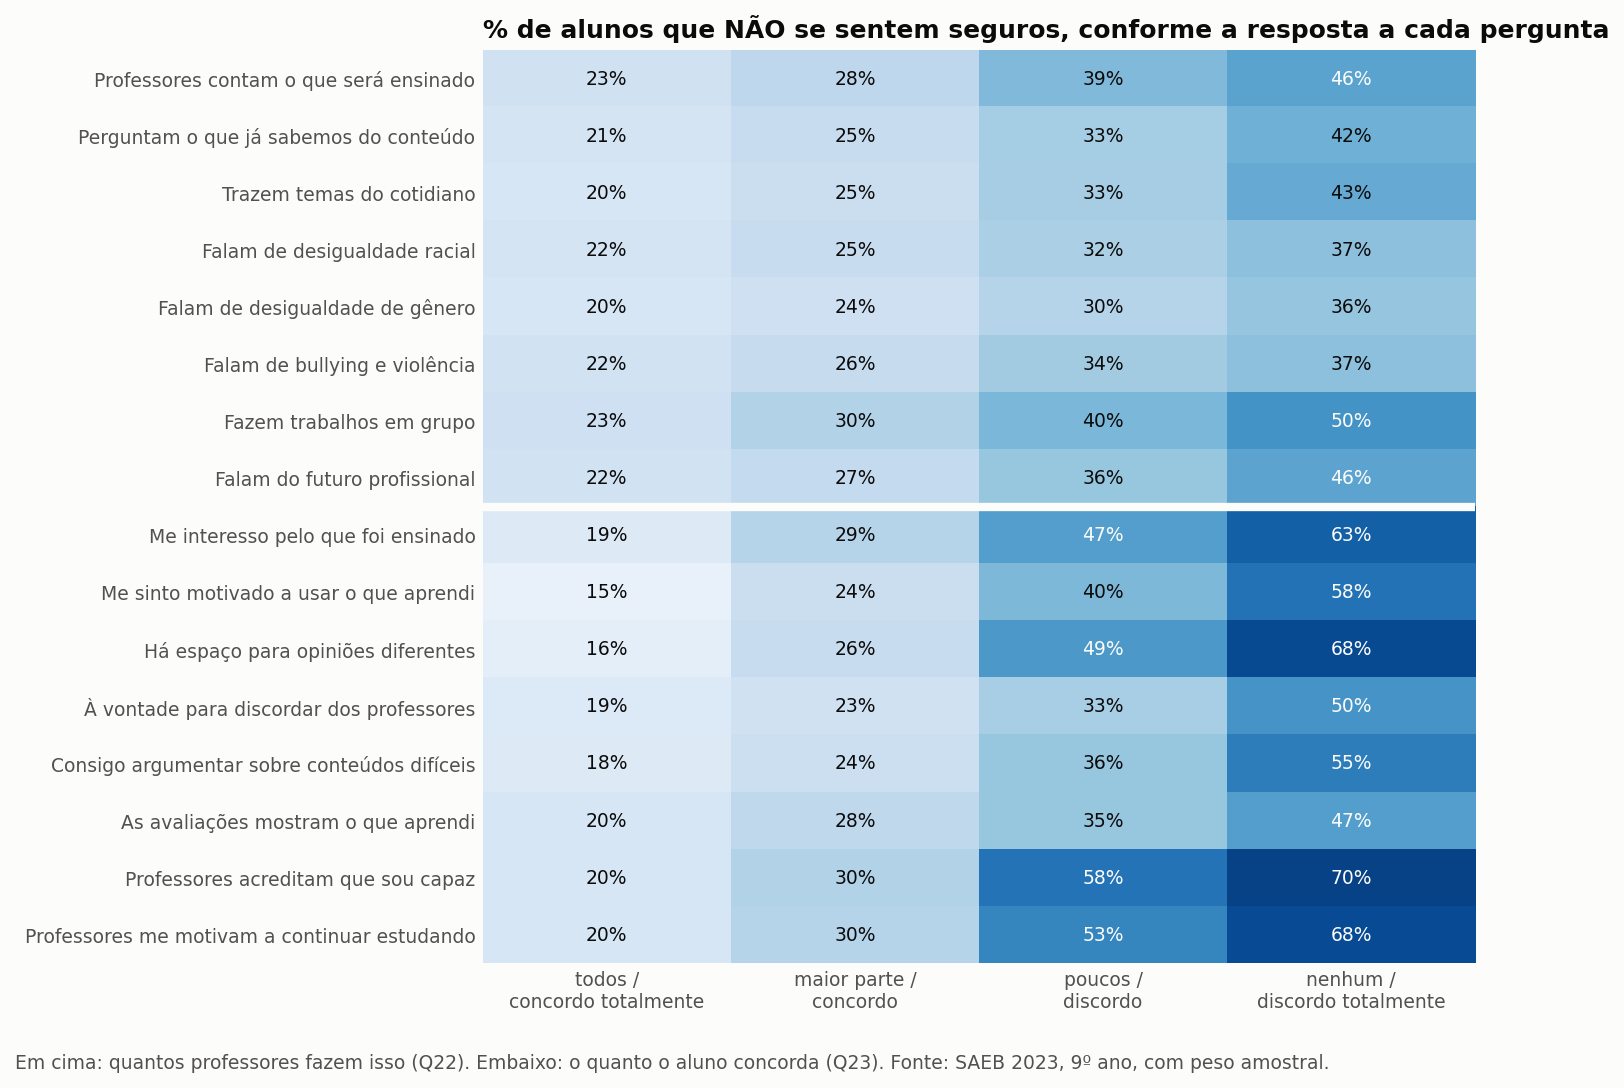 % de alunos que NÃO se sentem seguros, conforme a resposta a cada pergunta
Professores contam o que será ensinado 23% 28% 39% 46%
Perguntam o que já sabemos do conteúdo 21% 25% 33% 42%
Trazem temas do cotidiano 20% 25% 33% 43%
Falam de desigualdade racial 22% 25% 32% 37%
Falam de desigualdade de gênero 20% 24% 30% 36%
Falam de bullying e violência 22% 26% 34% 37%
Fazem trabalhos em grupo 23% 30% 40% 50%
Falam do futuro profissional 22% 27% 36% 46%
Me interesso pelo que foi ensinado 19% 29% 47% 63%
Me sinto motivado a usar o que aprendi 15% 24% 40% 58%
Há espaço para opiniões diferentes 16% 26% 49% 68%
À vontade para discordar dos professores 19% 23% 33% 50%
Consigo argumentar sobre conteúdos difíceis 18% 24% 36% 55%
As avaliações mostram o que aprendi 20% 28% 35% 47%
Professores acreditam que sou capaz 20% 30% 58% 70%
Professores me motivam a continuar estudando 20% 30% 53% 68%
todos / maior parte / poucos / nenhum /
concordo totalmente concordo discordo discordo totalmente
Em cima: quantos professores fazem isso (Q22). Embaixo: o quanto o aluno concorda (Q23). Fonte: SAEB 2023, 9º ano, com peso amostral.